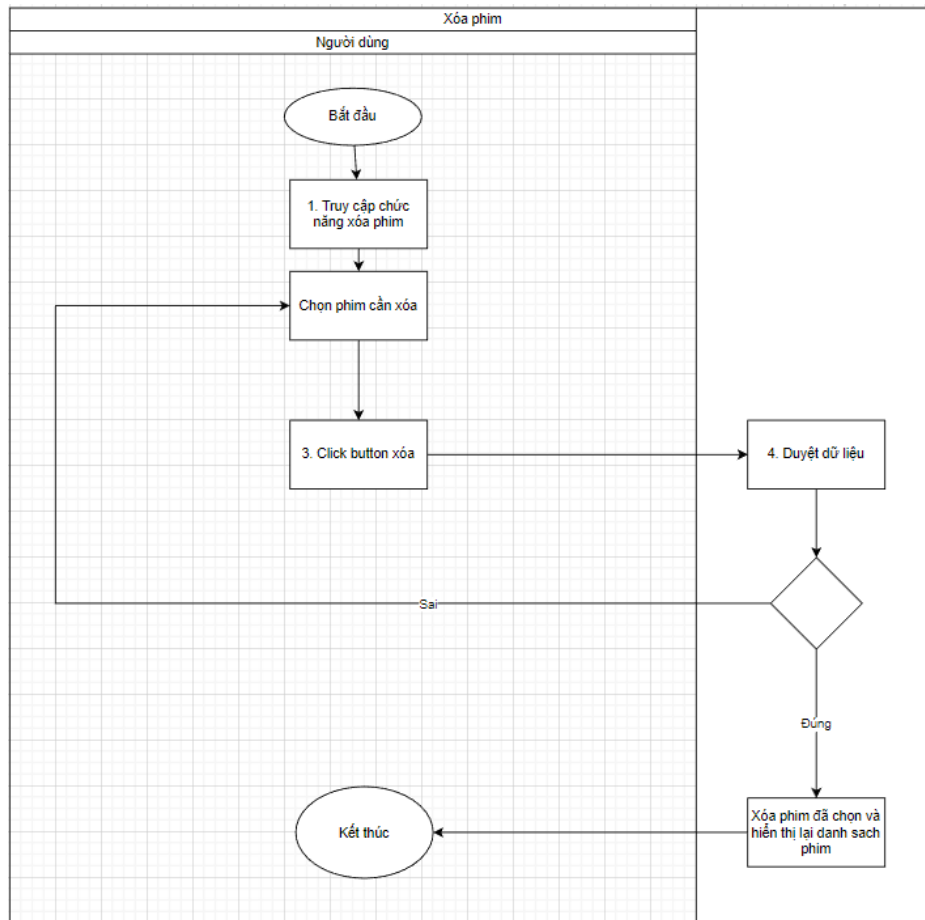 Xóa phim
Người dùng
Bắt đầu
1. Truy cập chức
năng xóa phim
Chọn phim cần xóa
3. Click button xóa
4. Duyệt dữ liệu
Sai
Đúng
Xóa phim đã chọn và
hiển thị lại danh sach
phim
Kết thúc